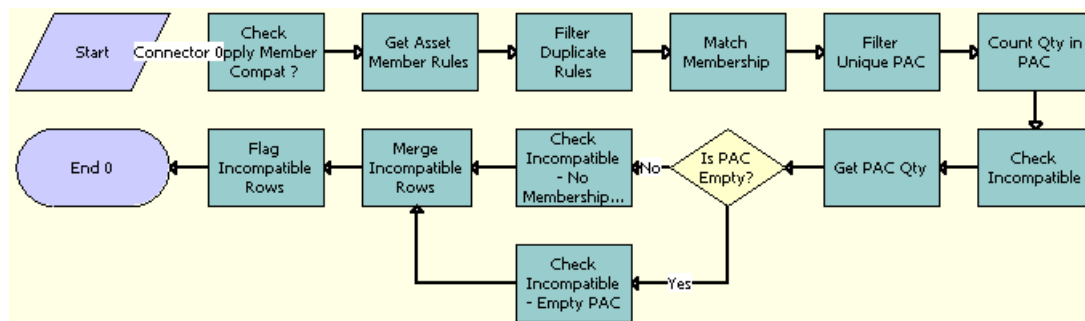 Start
Connector 0
Check
pply Member
Compat ?
Get Asset
Member Rules
Filter
Duplicate
Rules
Match
Membership
Filter
Unique PAC
Count Qty in
PAC
End 0
Flag
Incompatible
Rows
Merge
Incompatible
Rows
Check
Incompatible
- No
Membership...
No
Is PAC
Empty?
Get PAC Qty
Check
Incompatible
Check
Incompatible
- Empty PAC
Yes